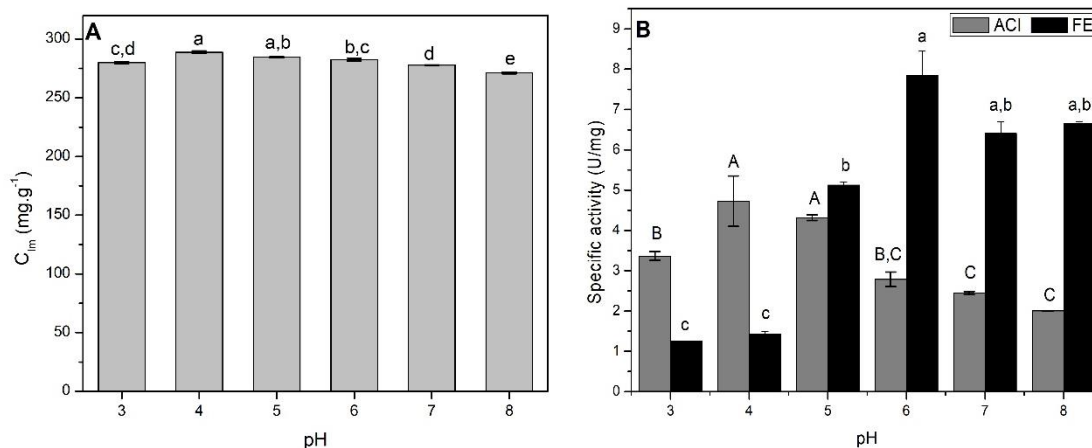 A
C_Im (mg.g⁻¹)
300
250
200
150
100
50
0
c,d
a
a,b
b,c
d
e
3 4 5 6 7 8
pH
B
ACI FE
Specific activity (U/mg)
9
8
7
6
5
4
3
2
1
0
B
c
A
c
A
b
B,C
a
C
a,b
C
a,b
3 4 5 6 7 8
pH